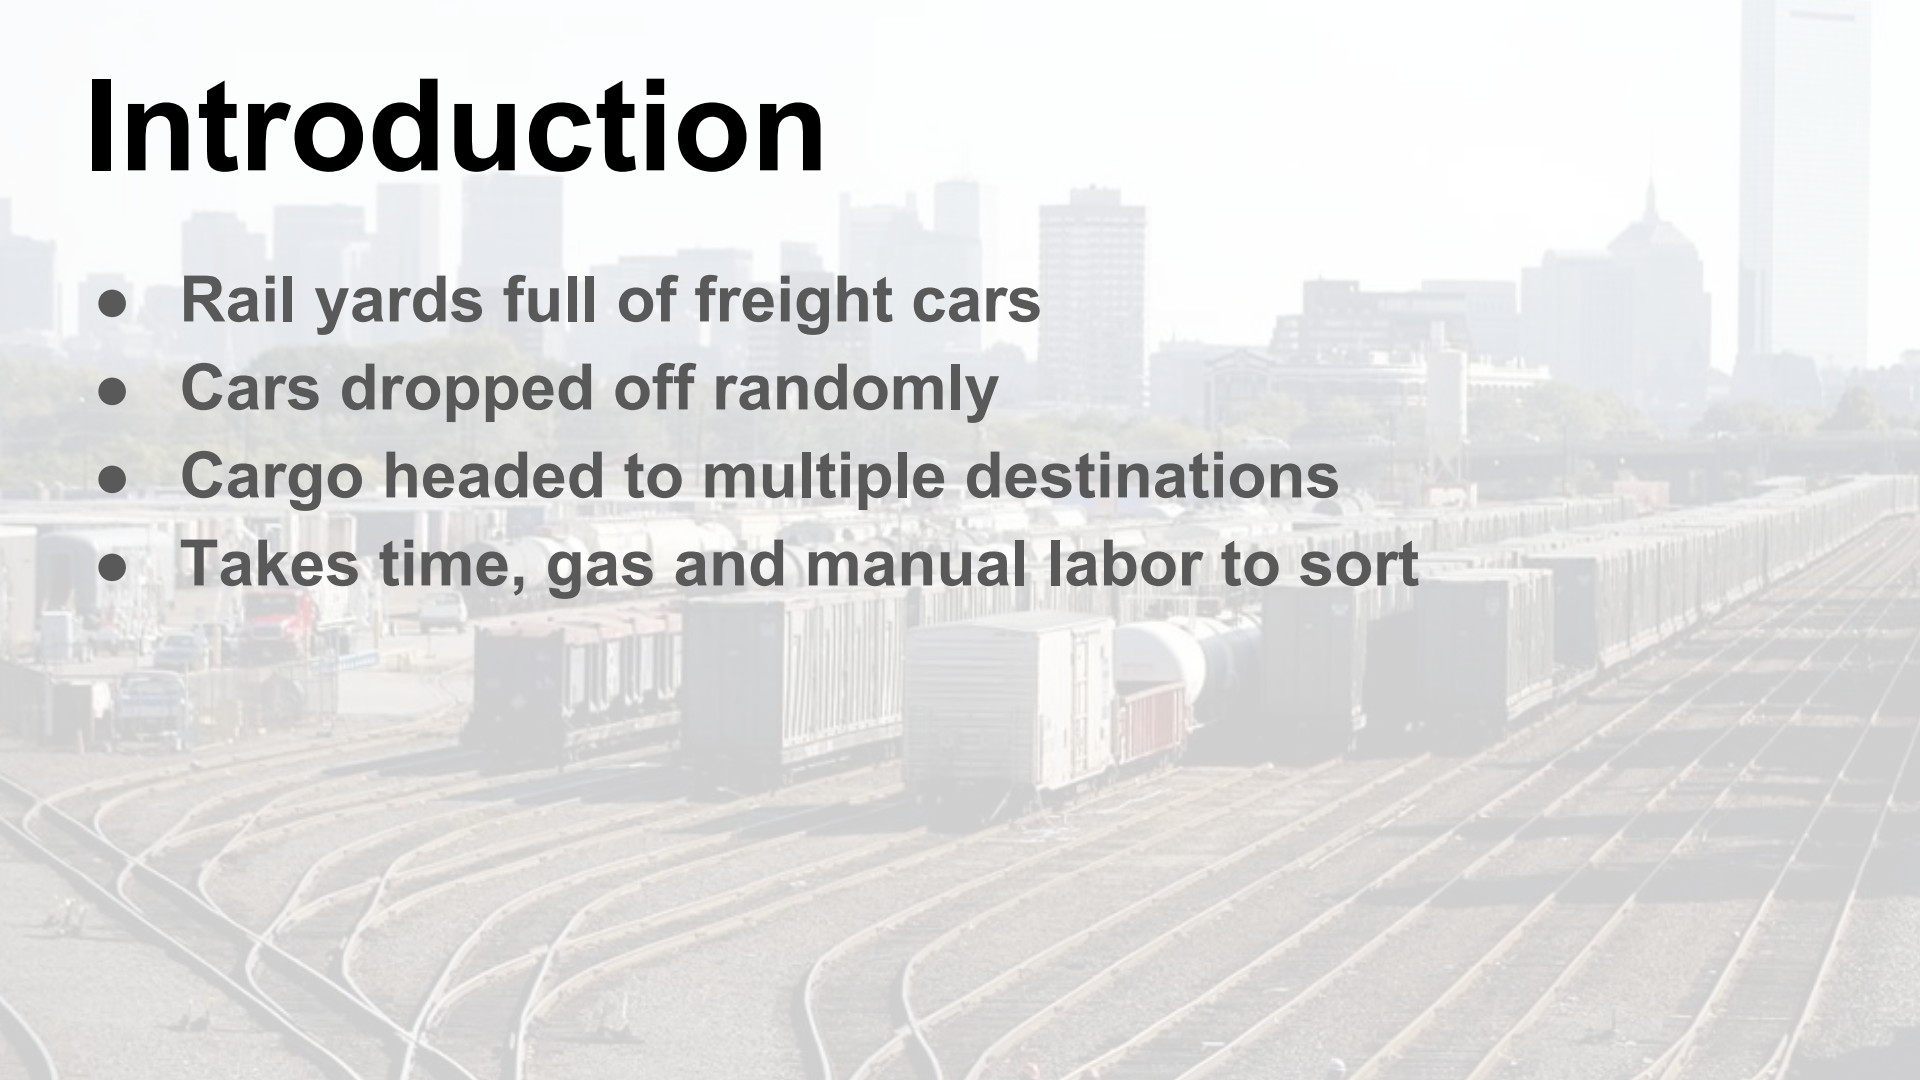 Introduction
● Rail yards full of freight cars
● Cars dropped off randomly
● Cargo headed to multiple destinations
● Takes time, gas and manual labor to sort